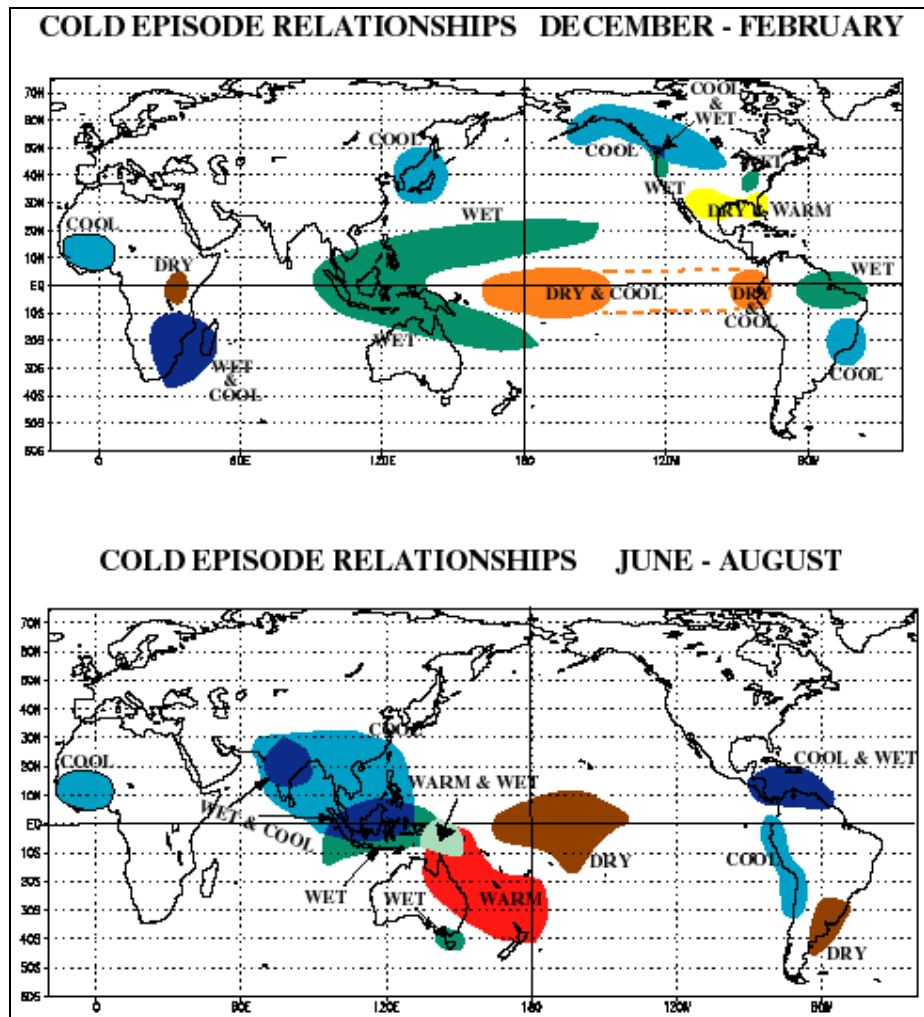 COLD EPISODE RELATIONSHIPS DECEMBER - FEBRUARY
70N
60N
50N
40N
30N
20N
10N
EQ
10S
20S
30S
40S
50S
60S
0
60E
120E
180
120W
60W
COOL
&
WET
COOL
COOL
WET
WET
DRY & WARM
COOL
DRY
WET
WET
DRY & COOL
DRY
&
COOL
WET
WET
&
COOL
COOL
COLD EPISODE RELATIONSHIPS JUNE - AUGUST
70N
60N
50N
40N
30N
20N
10N
EQ
10S
20S
30S
40S
50S
60S
0
60E
120E
180
120W
60W
COOL
COOL
WARM & WET
WET & COOL
COOL & WET
DRY
COOL
WET
WET
WARM
DRY